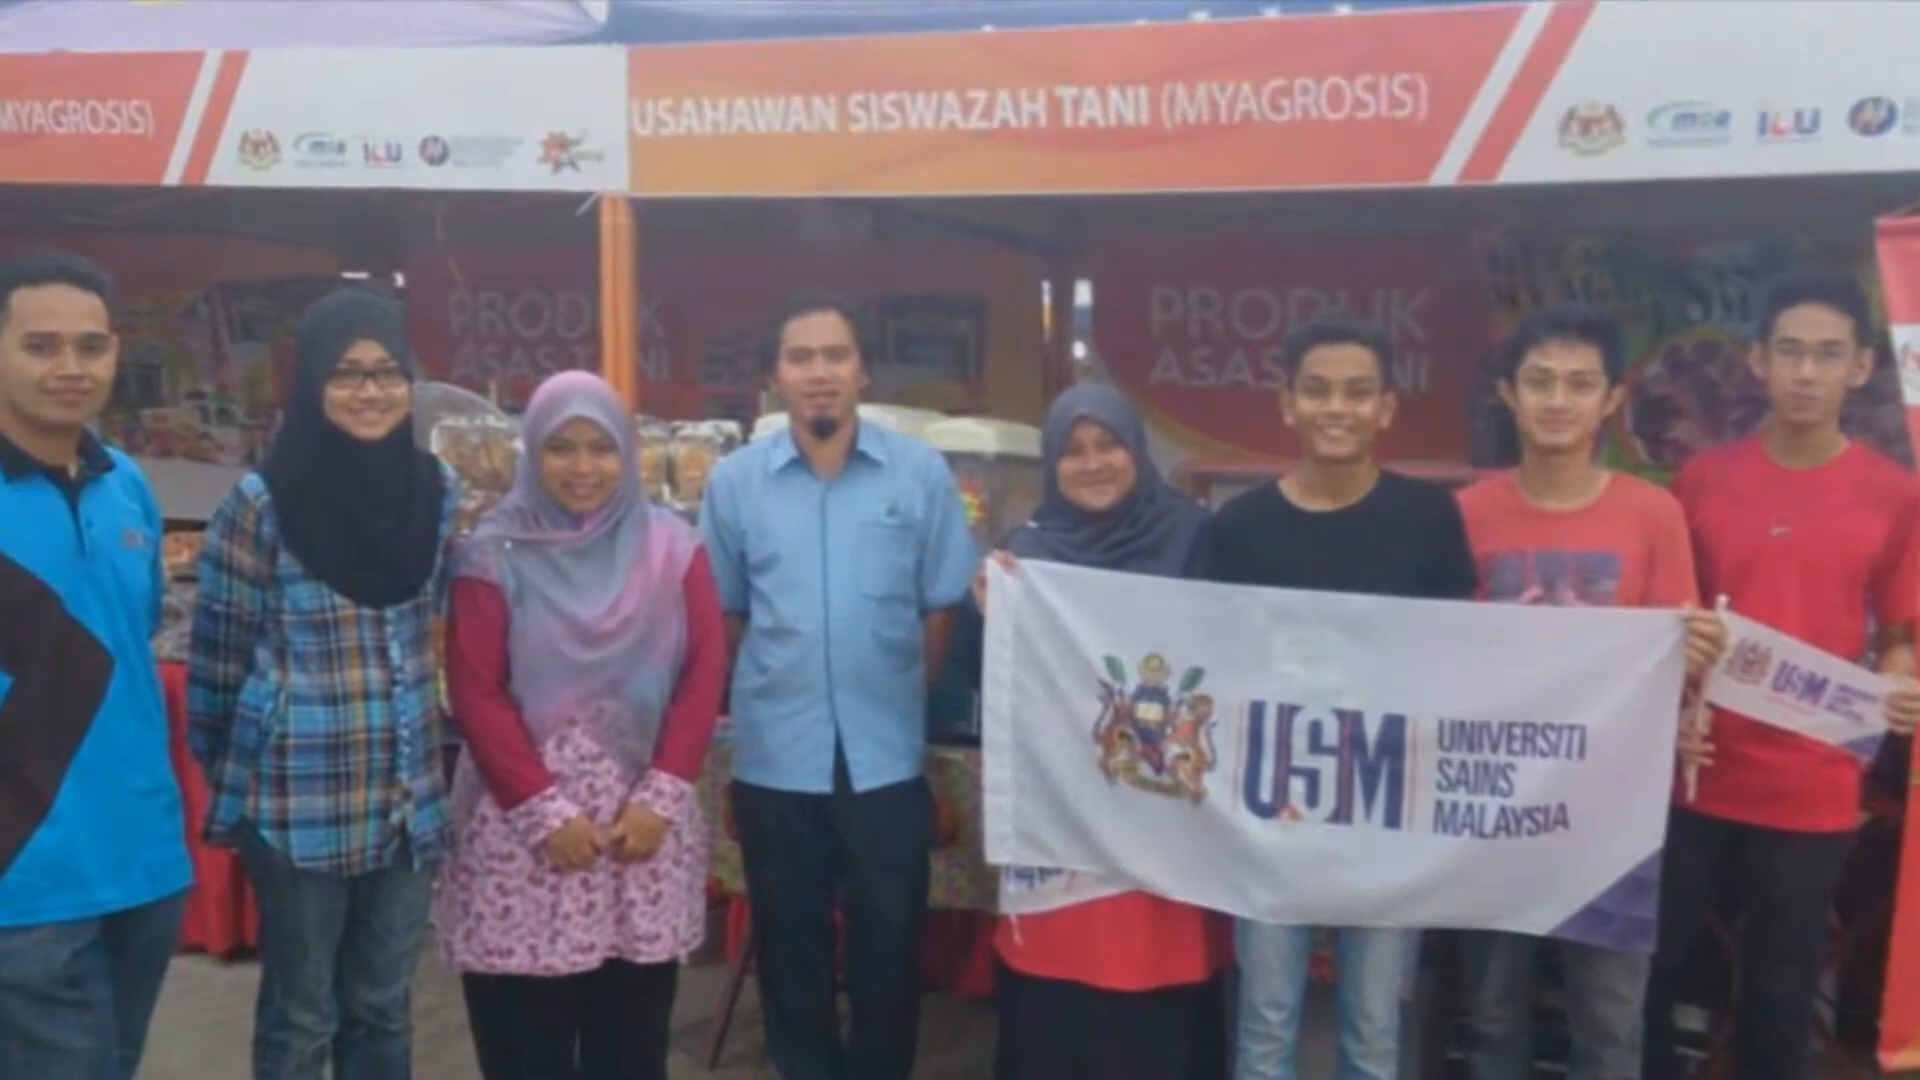 MYAGROSIS)
USAHAWAN SISWAZAH TANI (MYAGROSIS)
PRODUK
ASAS TANI
PRODUK
ASAS TANI
USM
UNIVERSITI
SAINS
MALAYSIA
USM